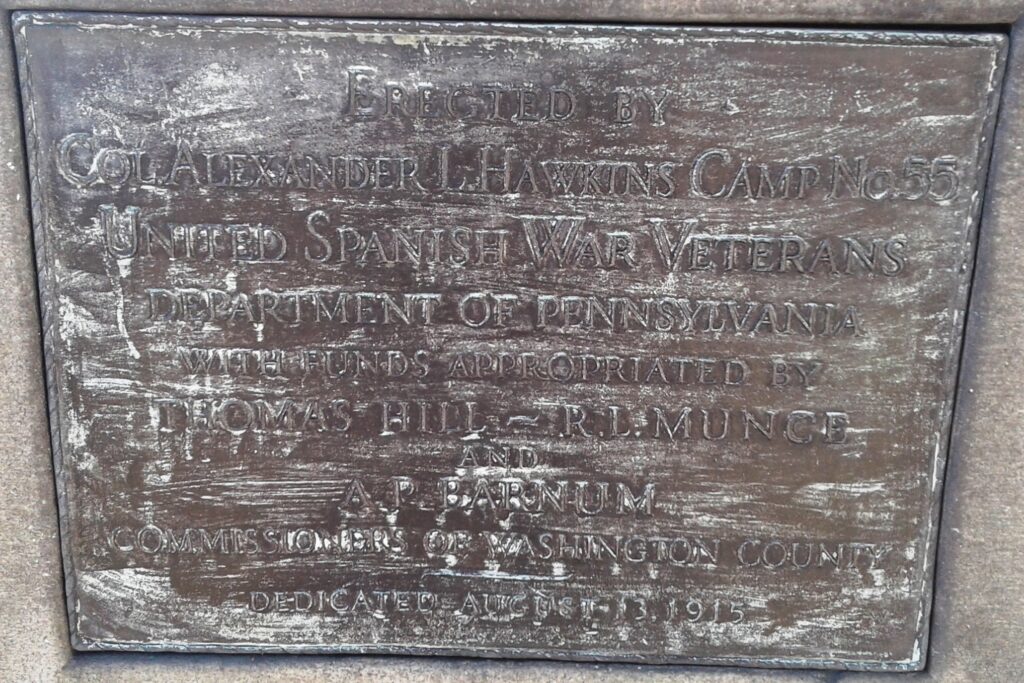 ERECTED BY
COL. ALEXANDER L. HAWKINS CAMP NO. 55
UNITED SPANISH WAR VETERANS
DEPARTMENT OF PENNSYLVANIA
WITH FUNDS APPROPRIATED BY
THOMAS HILL ~ R. L. MUNCE
AND
A. P. BARNUM
COMMISSIONERS OF WASHINGTON COUNTY
DEDICATED AUGUST 13, 1915